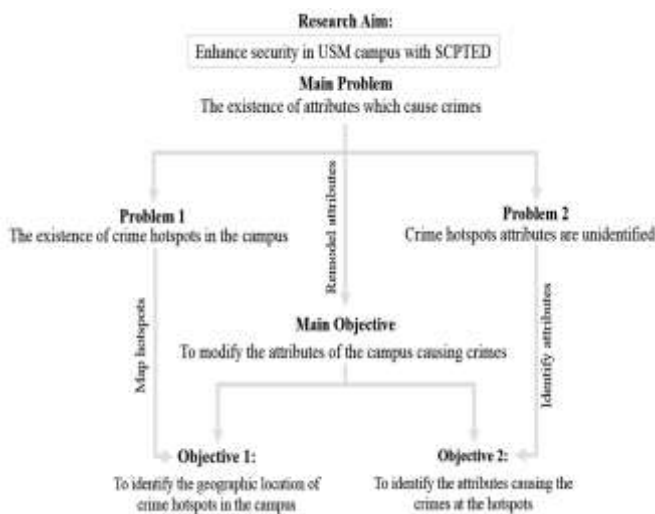 Research Aim:
Enhance security in USM campus with SCPTED
Main Problem
The existence of attributes which cause crimes
Problem 1
The existence of crime hotspots in the campus
Remodel attributes
Problem 2
Crime hotspots attributes are unidentified
Map hotspots
Main Objective
To modify the attributes of the campus causing crimes
Identify attributes
Objective 1:
To identify the geographic location of
crime hotspots in the campus
Objective 2:
To identify the attributes causing the
crimes at the hotspots